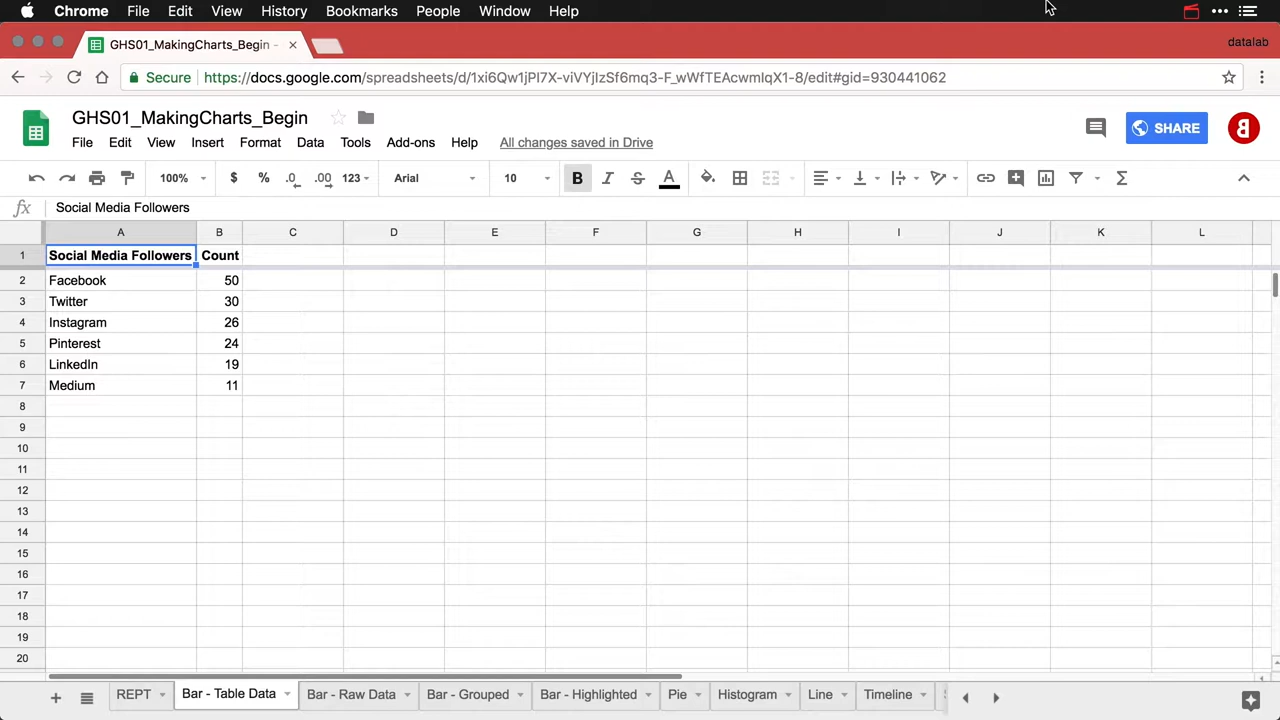 Chrome File Edit View History Bookmarks People Window Help
GHS01_MakingCharts_Begin -
datalab
Secure https://docs.google.com/spreadsheets/d/1xi6Qw1jPl7X-viVYjIzSf6mq3-F_wWfTEAcwmIqX1-8/edit#gid=930441062
GHS01_MakingCharts_Begin
SHARE
File Edit View Insert Format Data Tools Add-ons Help All changes saved in Drive
100% $ % .0 .00 123 Arial 10 B I S A Σ
fx Social Media Followers
A B C D E F G H I J K L
1 Social Media Followers Count
2 Facebook 50
3 Twitter 30
4 Instagram 26
5 Pinterest 24
6 LinkedIn 19
7 Medium 11
8
9
10
11
12
13
14
15
16
17
18
19
20
REPT Bar - Table Data Bar - Raw Data Bar - Grouped Bar - Highlighted Pie Histogram Line Timeline